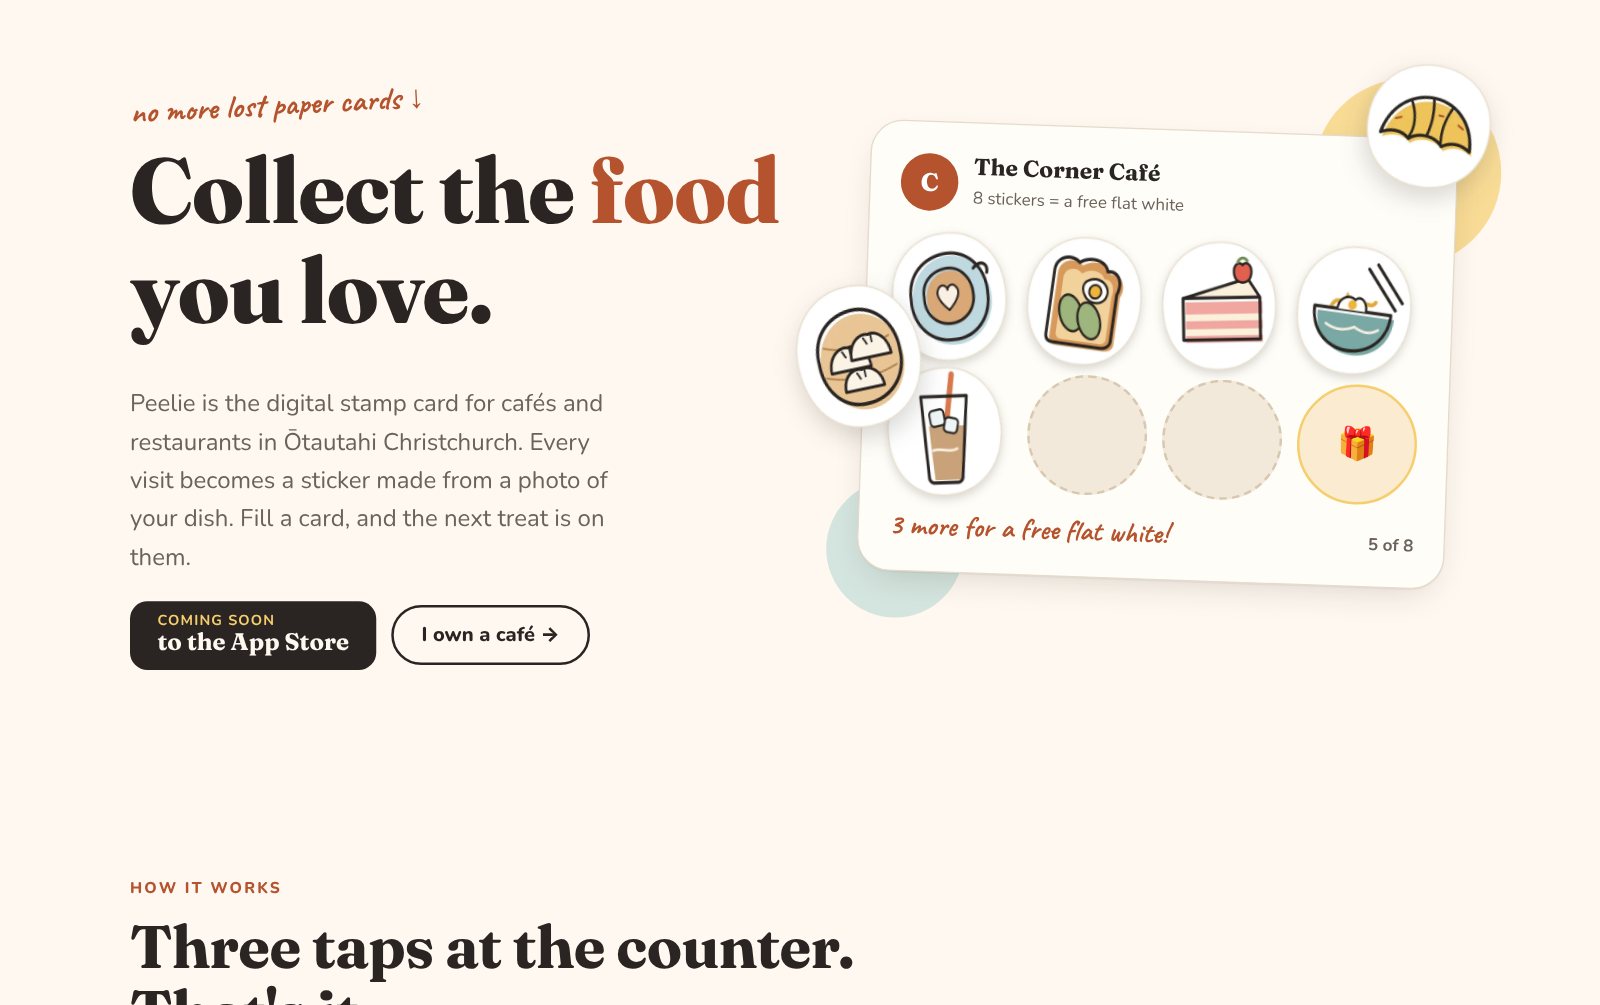 no more lost paper cards ↓
Collect the food
you love.
Peelie is the digital stamp card for cafés and
restaurants in Ōtautahi Christchurch. Every
visit becomes a sticker made from a photo of
your dish. Fill a card, and the next treat is on
them.
COMING SOON
to the App Store
I own a café →
C
The Corner Café
8 stickers = a free flat white
3 more for a free flat white!
5 of 8
HOW IT WORKS
Three taps at the counter.
That's it.